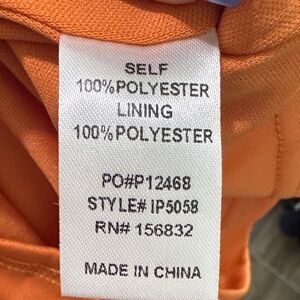 SELF
100%POLYESTER
LINING
100%POLYESTER
PO#P12468
STYLE# IP5058
RN# 156832
MADE IN CHINA